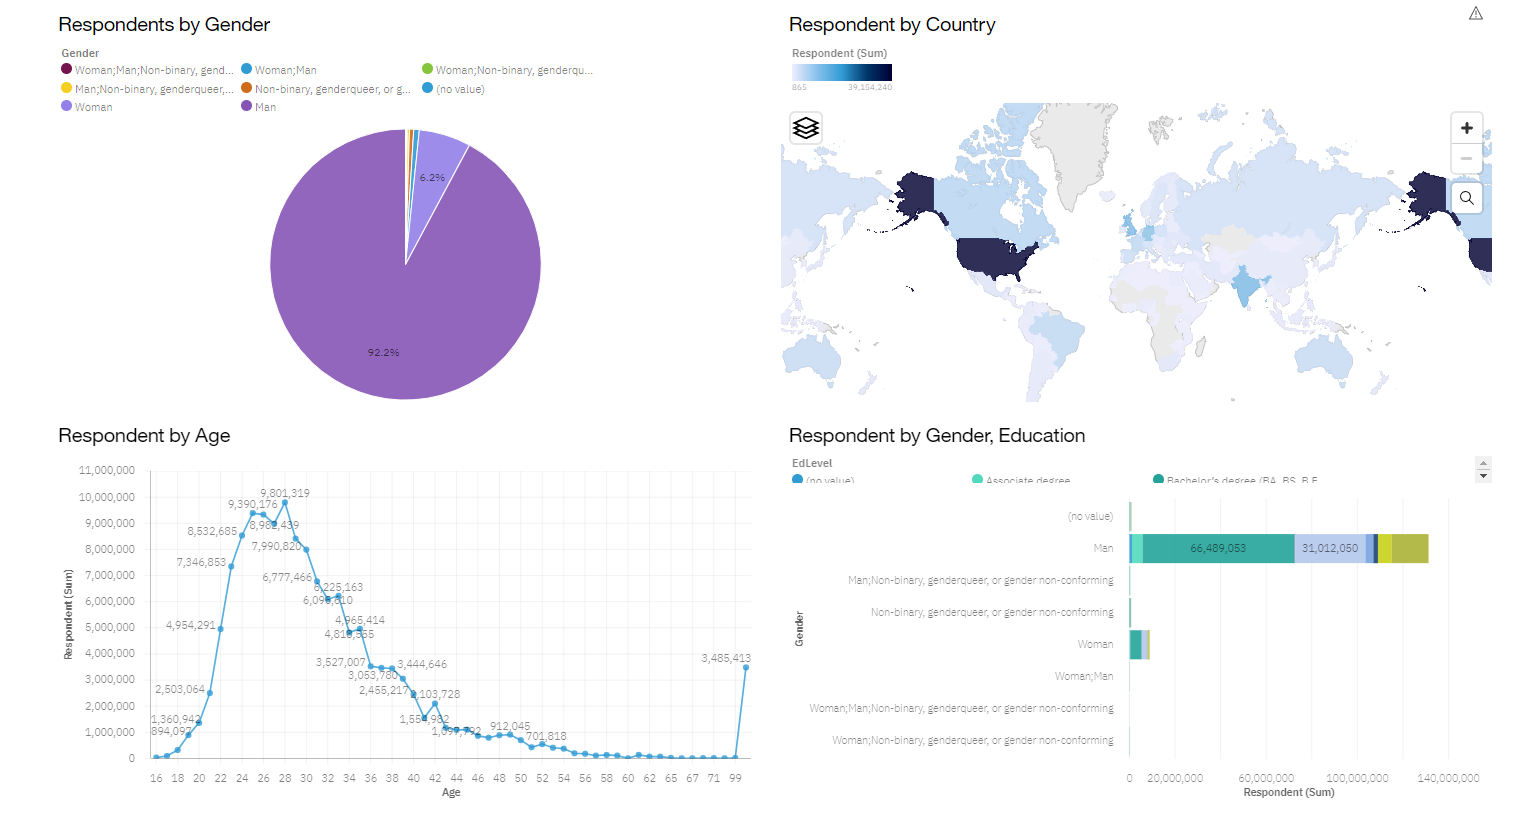 Respondents by Gender
Gender
Woman;Man;Non-binary, gend...
Woman;Man
Woman;Non-binary, genderqu...
Man;Non-binary, genderqueer,...
Non-binary, genderqueer, or g...
(no value)
Woman
Man
6.2%
92.2%
Respondent by Country
Respondent (Sum)
865
39,154,240
Respondent by Age
Respondent (Sum)
11,000,000
10,000,000
9,000,000
8,000,000
7,000,000
6,000,000
5,000,000
4,000,000
3,000,000
2,000,000
1,000,000
0
894,097
1,360,942
2,503,064
4,954,291
7,346,853
8,532,685
9,390,176
8,982,439
9,801,319
7,990,820
6,777,466
6,225,163
4,965,414
3,527,007
3,444,646
3,053,780
2,455,217
2,103,728
912,045
701,818
3,485,413
16 18 20 22 24 26 28 30 32 34 36 38 40 42 44 46 48 50 52 54 56 58 60 62 65 67 71 99
Age
Respondent by Gender, Education
EdLevel
(no value)
Associate degree
Bachelor's degree (BA, BS, B.E
Gender
(no value)
Man
66,489,053
31,012,050
Man;Non-binary, genderqueer, or gender non-conforming
Non-binary, genderqueer, or gender non-conforming
Woman
Woman;Man
Woman;Man;Non-binary, genderqueer, or gender non-conforming
Woman;Non-binary, genderqueer, or gender non-conforming
0 20,000,000 60,000,000 100,000,000 140,000,000
Respondent (Sum)